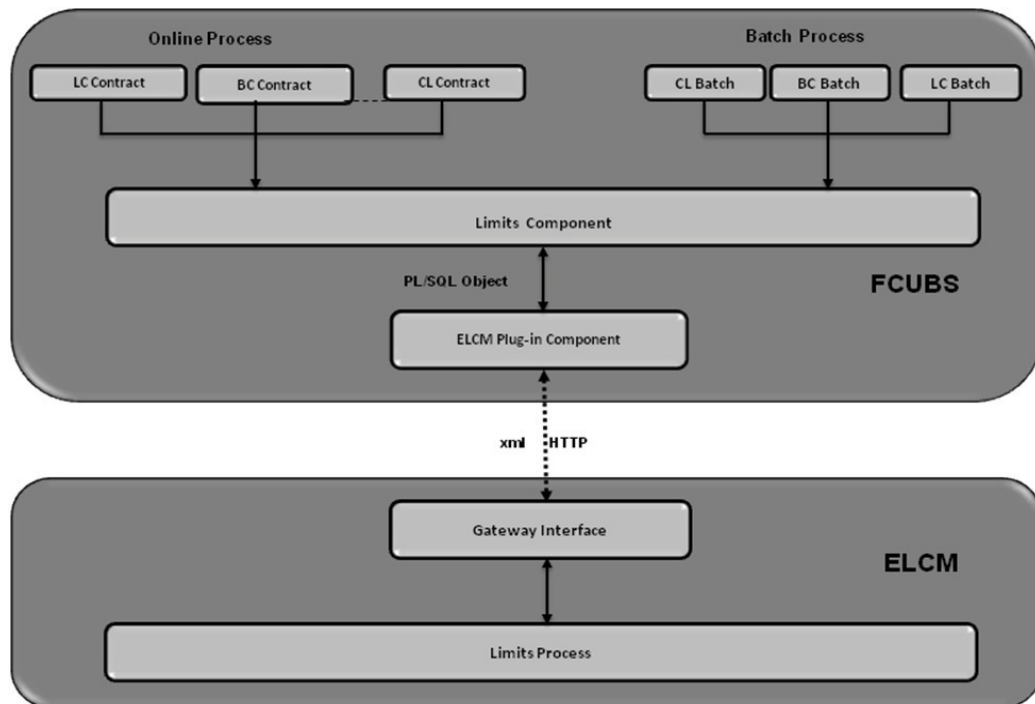 Online Process
Batch Process
LC Contract
BC Contract
CL Contract
CL Batch
BC Batch
LC Batch
Limits Component
PL/SQL Object
FCUBS
ELCM Plug-in Component
xml HTTP
Gateway Interface
ELCM
Limits Process